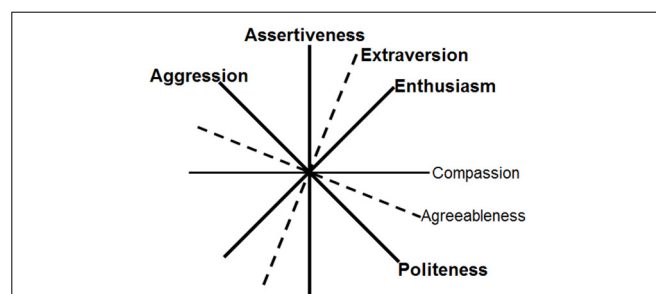 Assertiveness
Extraversion
Aggression
Enthusiasm
Compassion
Agreeableness
Politeness